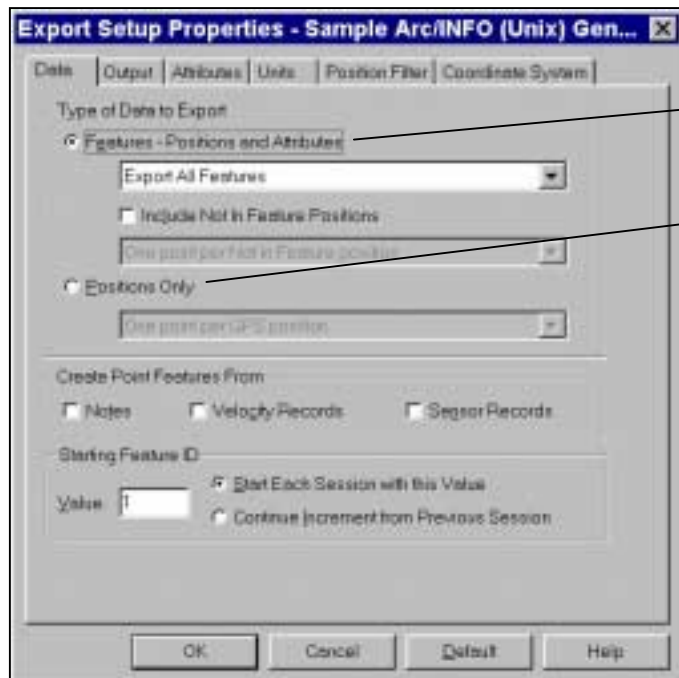 Export Setup Properties - Sample Arc/INFO (Unix) Gen...
Data Output Attributes Units Position Filter Coordinate System
Type of Data to Export
Features - Positions and Attributes
Export All Features
Include Not In Feature Positions
One point per Not in Feature position
Positions Only
One point per GPS position
Create Point Features From
Notes Velocity Records Sensor Records
Starting Feature ID
Start Each Session with this Value
Value 1
Continue Increment from Previous Session
OK Cancel Default Help